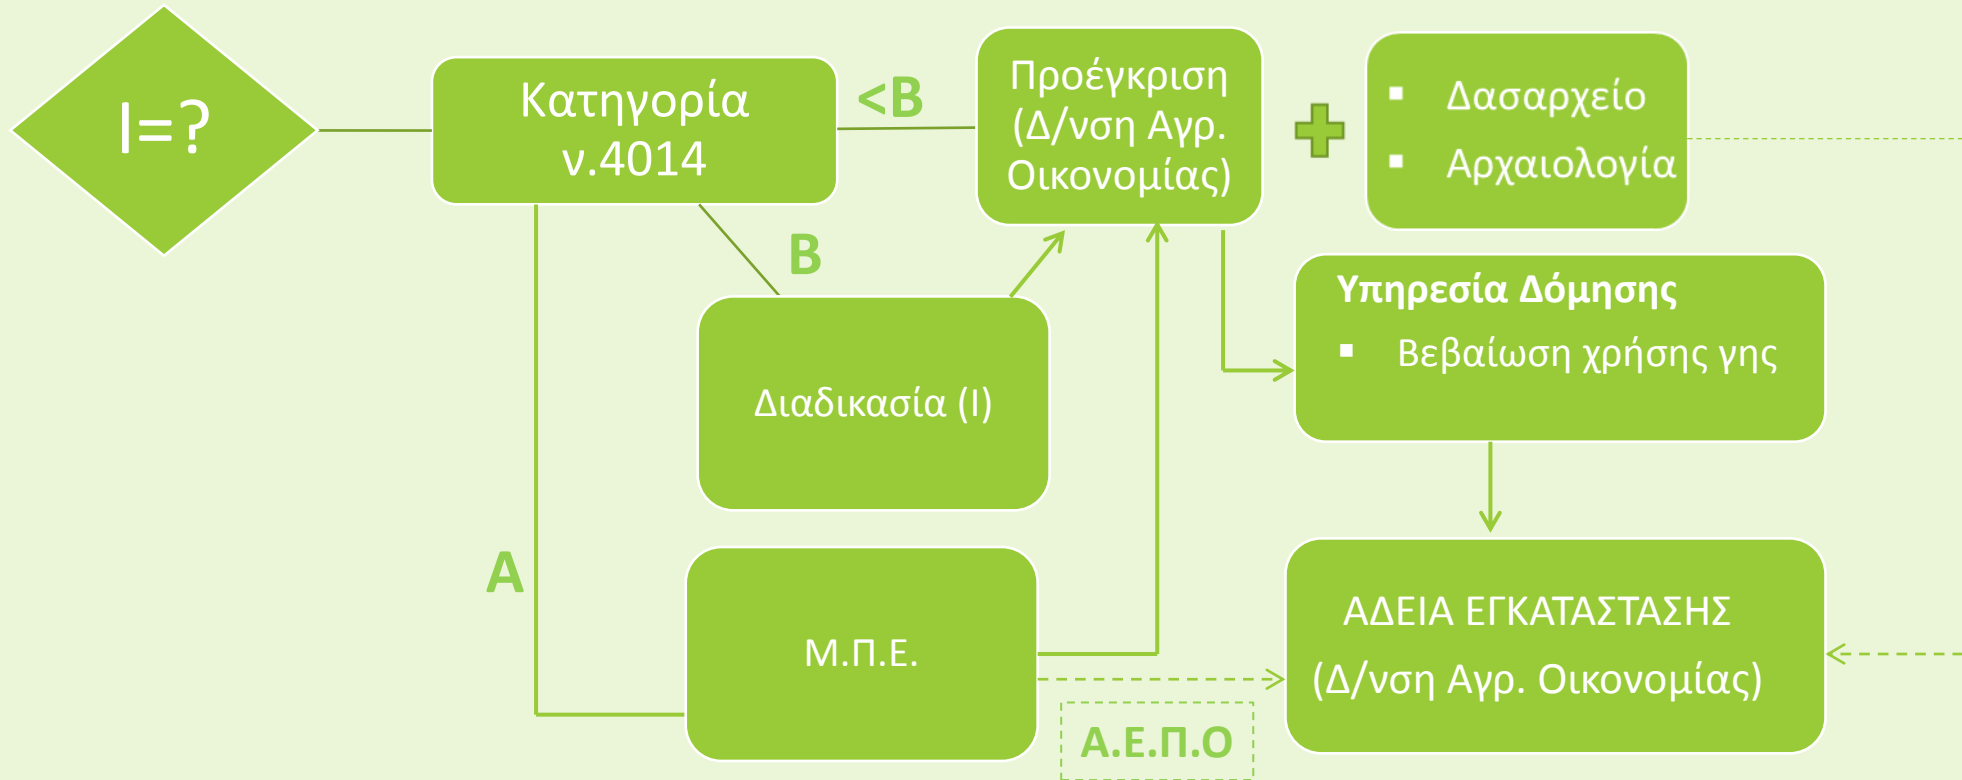 Ι=?
Κατηγορία
ν.4014
<Β
Προέγκριση
(Δ/νση Αγρ.
Οικονομίας)
▪ Δασαρχείο
▪ Αρχαιολογία
Β
Υπηρεσία Δόμησης
▪ Βεβαίωση χρήσης γης
Διαδικασία (Ι)
Α
Μ.Π.Ε.
ΑΔΕΙΑ ΕΓΚΑΤΑΣΤΑΣΗΣ
(Δ/νση Αγρ. Οικονομίας)
Α.Ε.Π.Ο